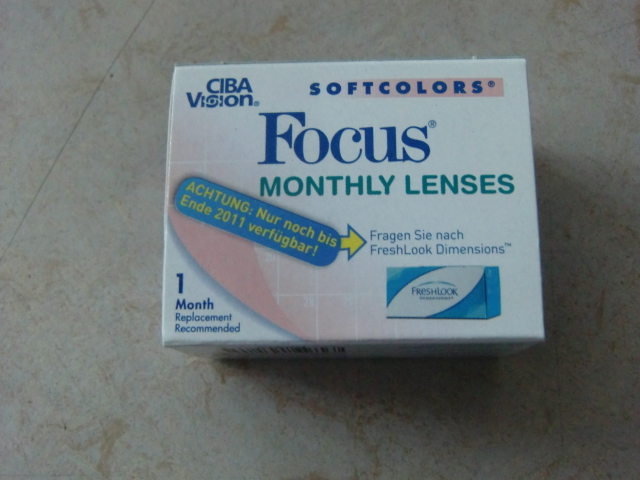 CIBA
Vision®
SOFTCOLORS®
Focus®
MONTHLY LENSES
ACHTUNG: Nur noch bis
Ende 2011 verfügbar!
Fragen Sie nach
FreshLook Dimensions™
FRESHLOOK
1
Month
Replacement
Recommended